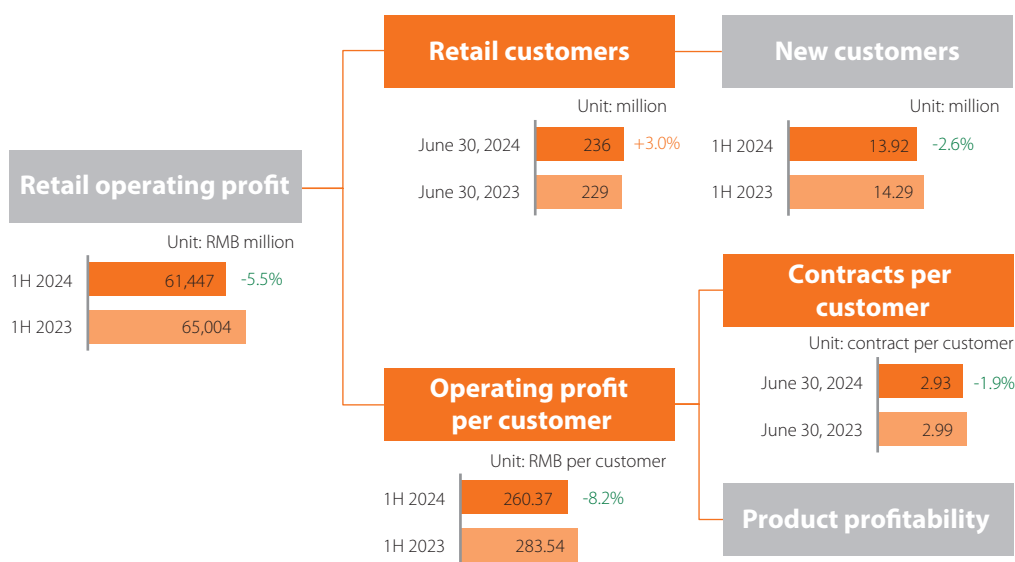 Retail customers
New customers
Unit: million
June 30, 2024 236 +3.0%
June 30, 2023 229
Unit: million
1H 2024 13.92 -2.6%
1H 2023 14.29
Retail operating profit
Unit: RMB million
1H 2024 61,447 -5.5%
1H 2023 65,004
Operating profit
per customer
Unit: RMB per customer
1H 2024 260.37 -8.2%
1H 2023 283.54
Contracts per
customer
Unit: contract per customer
June 30, 2024 2.93 -1.9%
June 30, 2023 2.99
Product profitability